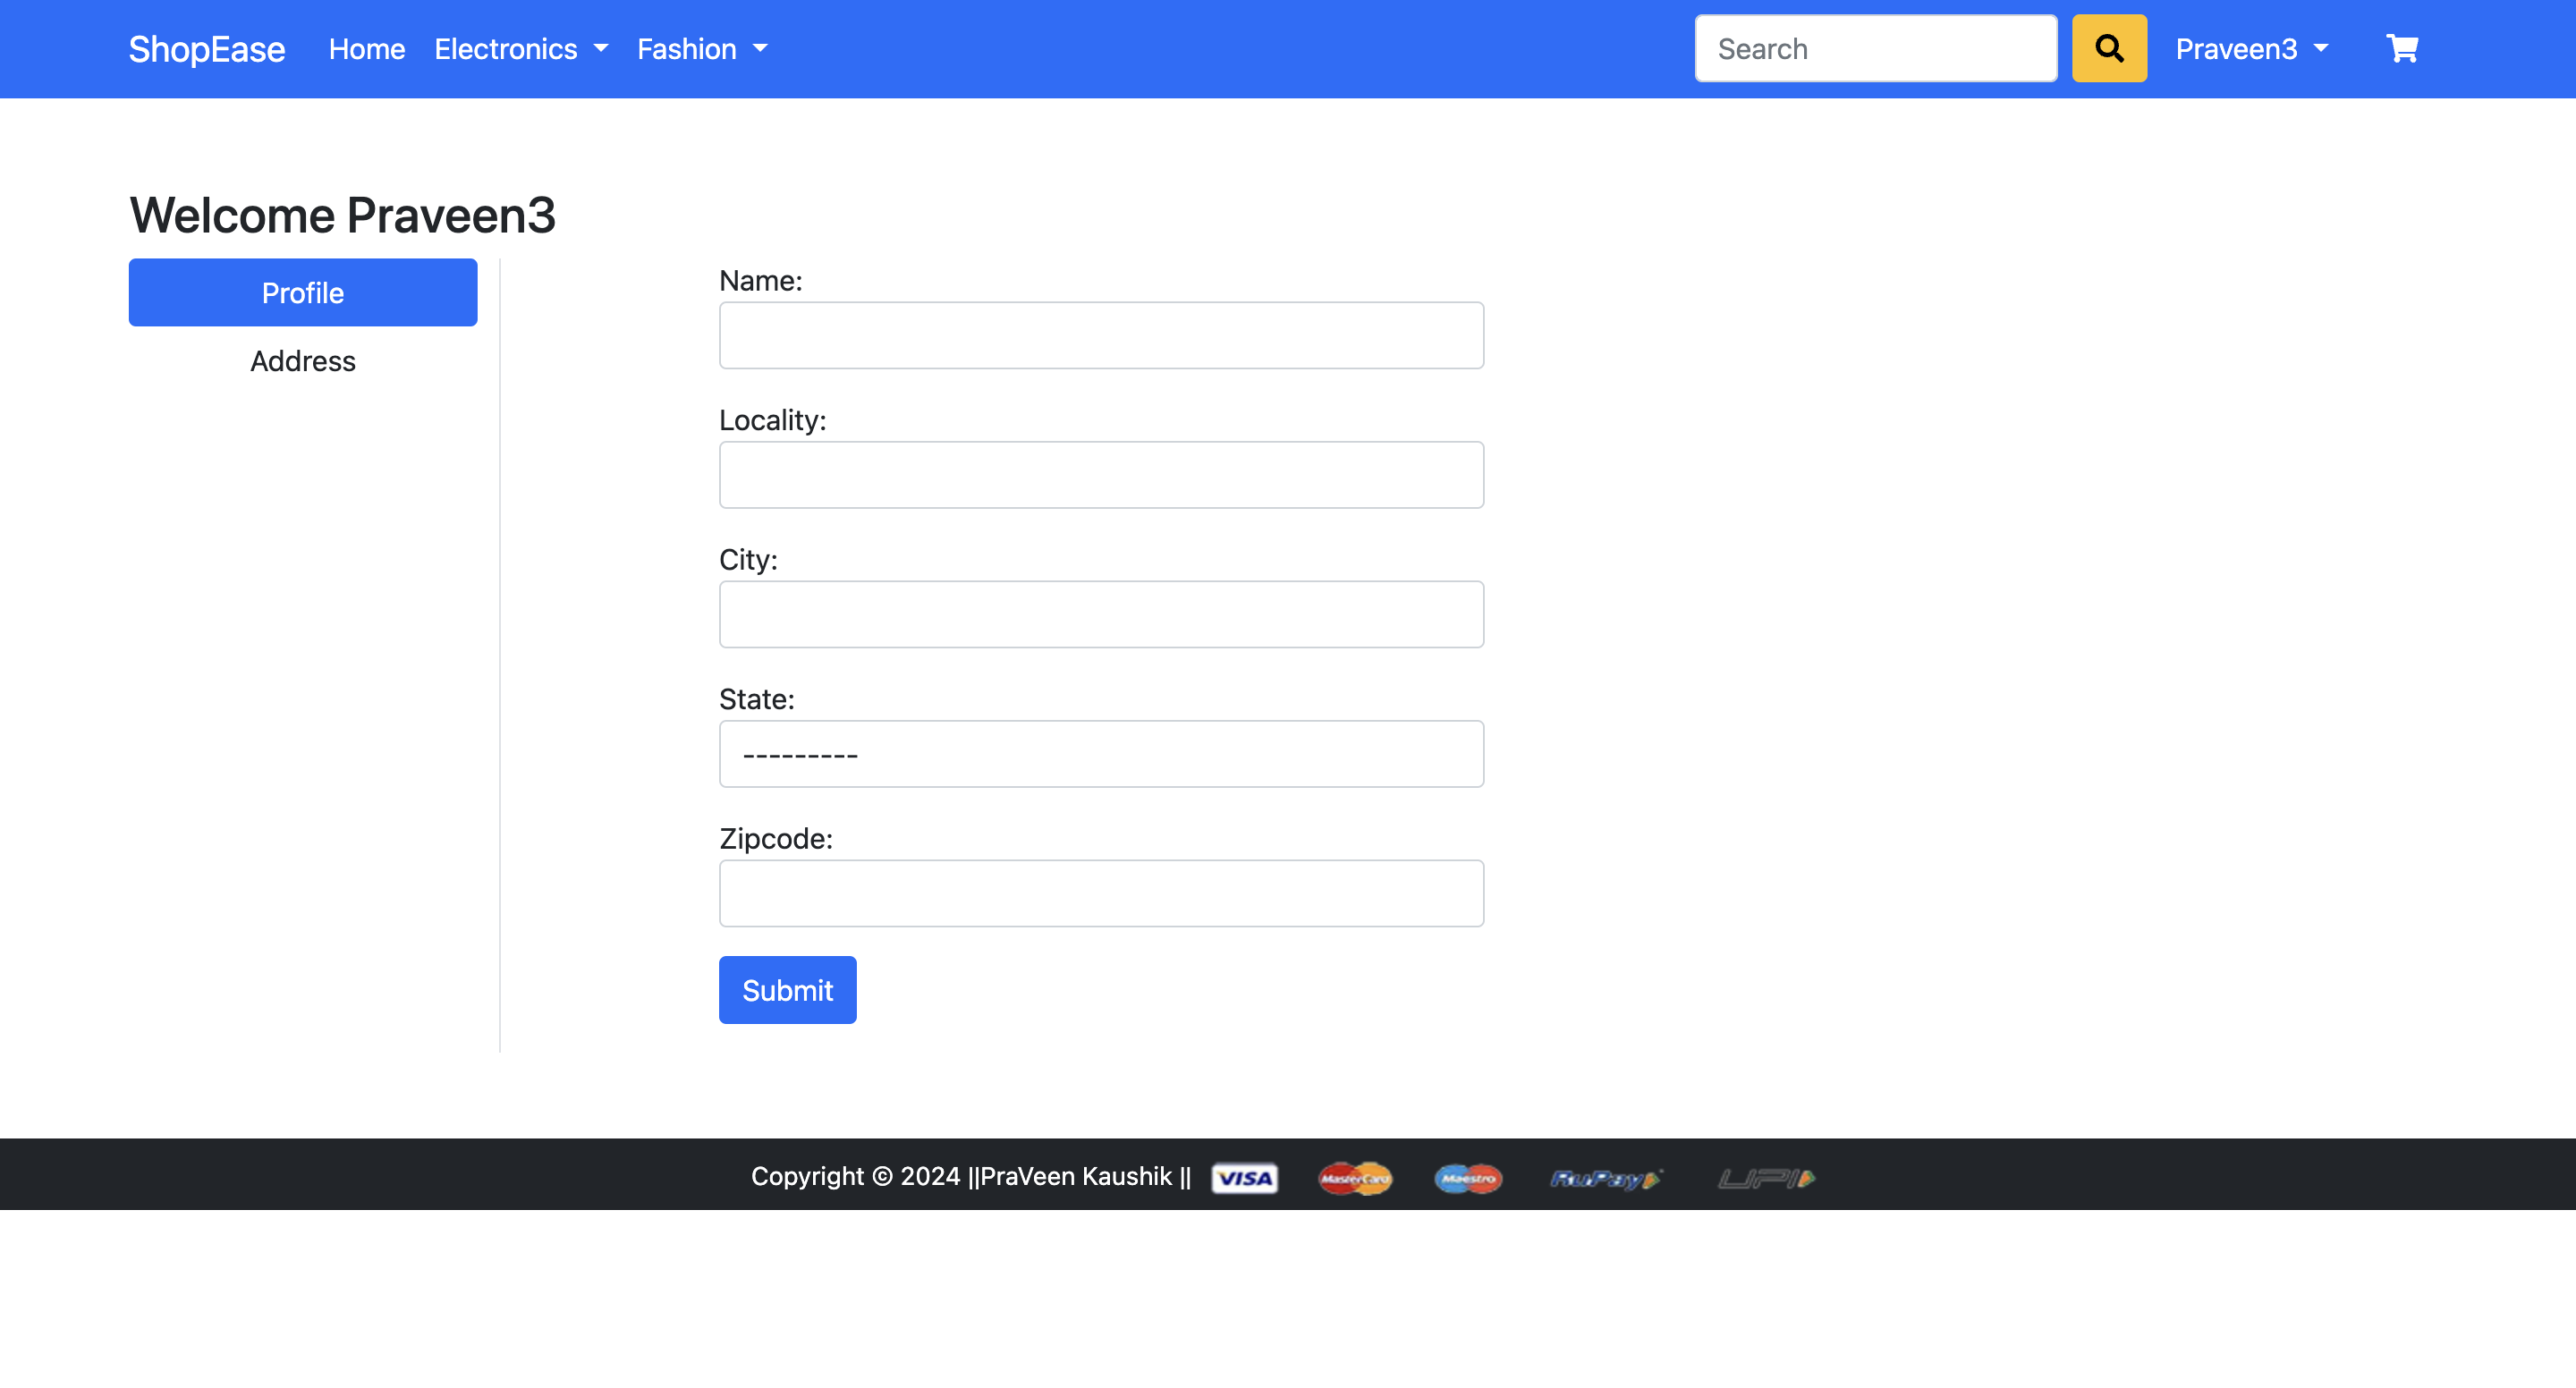 ShopEase Home Electronics Fashion Search Praveen3
Welcome Praveen3
Profile
Address
Name:
Locality:
City:
State:
---------
Zipcode:
Submit
Copyright © 2024 ||PraVeen Kaushik || VISA MasterCard Maestro RuPay UPI